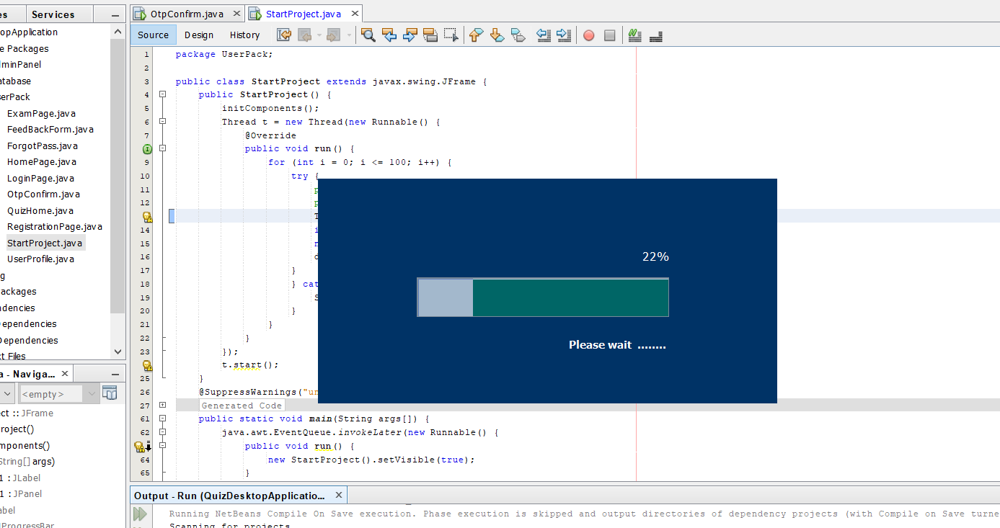 es Services
opApplication
e Packages
minPanel
atabase
serPack
ExamPage.java
FeedBackForm.java
ForgotPass.java
HomePage.java
LoginPage.java
OtpConfirm.java
QuizHome.java
RegistrationPage.java
StartProject.java
UserProfile.java
g
ackages
ndencies
Dependencies
Dependencies
ct Files
a - Naviga...
<empty>
ect :: JFrame
roject()
mponents()
String[] args)
1 : JLabel
1 : JPanel
abel
JProgressBar
OtpConfirm.java StartProject.java
Source Design History
1 package UserPack;
2
3 public class StartProject extends javax.swing.JFrame {
4 public StartProject() {
5 initComponents();
6 Thread t = new Thread(new Runnable() {
7 @Override
public void run() {
9 for (int i = 0; i <= 100; i++) {
10 try {
11 p
12 p
T
14 i
15 n
16 d
17 }
18 } cat
19 S
20 }
21 }
22 }
23 });
t.start();
25 }
26 @SuppressWarnings("un
27 Generated Code
61 public static void main(String args[]) {
62 java.awt.EventQueue.invokeLater(new Runnable() {
public void run() {
64 new StartProject().setVisible(true);
65 }
22%
Please wait ........
Output - Run (QuizDesktopApplicatio...
Running NetBeans Compile On Save execution. Phase execution is skipped and output directories of dependency projects (with Compile on Save turne
Scanning for projects